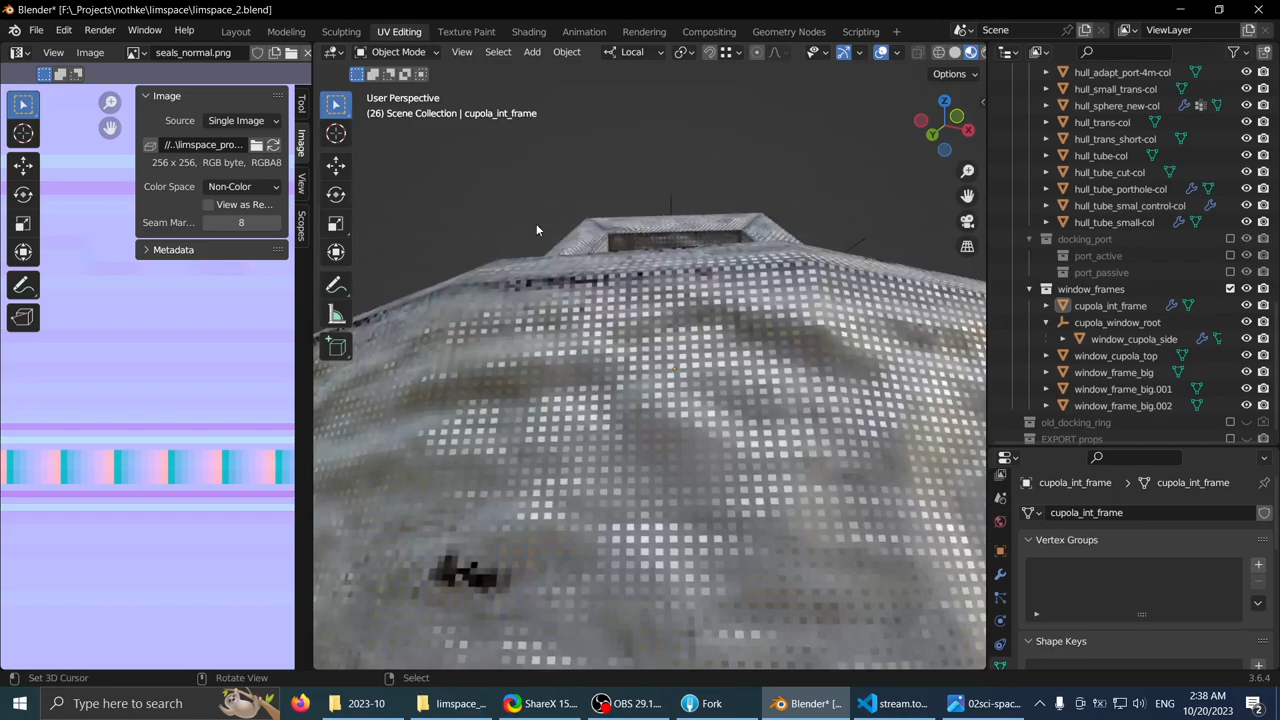 Blender* [F:\_Projects\nothke\limspace\limspace_2.blend]
File Edit Render Window Help Layout Modeling Sculpting UV Editing Texture Paint Shading Animation Rendering Compositing Geometry Nodes Scripting + Scene ViewLayer
View Image seals_normal.png Object Mode View Select Add Object Local
Options
Image
Source Single Image
//..\limspace_pro...
256 x 256, RGB byte, RGBA8
Color Space Non-Color
View as Re...
Seam Mar... 8
Metadata
Tool
Image
View
Scopes
User Perspective
(26) Scene Collection | cupola_int_frame
X
Y
Z
hull_adapt_port-4m-col
hull_small_trans-col
hull_sphere_new-col
hull_trans-col
hull_trans_short-col
hull_tube-col
hull_tube_cut-col
hull_tube_porthole-col
hull_tube_smal_control-col
hull_tube_small-col
docking_port
port_active
port_passive
window_frames
cupola_int_frame
cupola_window_root
window_cupola_side
window_cupola_top
window_frame_big
window_frame_big.001
window_frame_big.002
old_docking_ring
EXPORT props
cupola_int_frame > cupola_int_frame
cupola_int_frame
Vertex Groups
Shape Keys
Set 3D Cursor Rotate View Select 3.6.4
Type here to search 2023-10 limspace_... ShareX 15.... OBS 29.1.... Fork Blender* [... stream.to... 02sci-spac... ENG 2:38 AM
10/20/2023 2